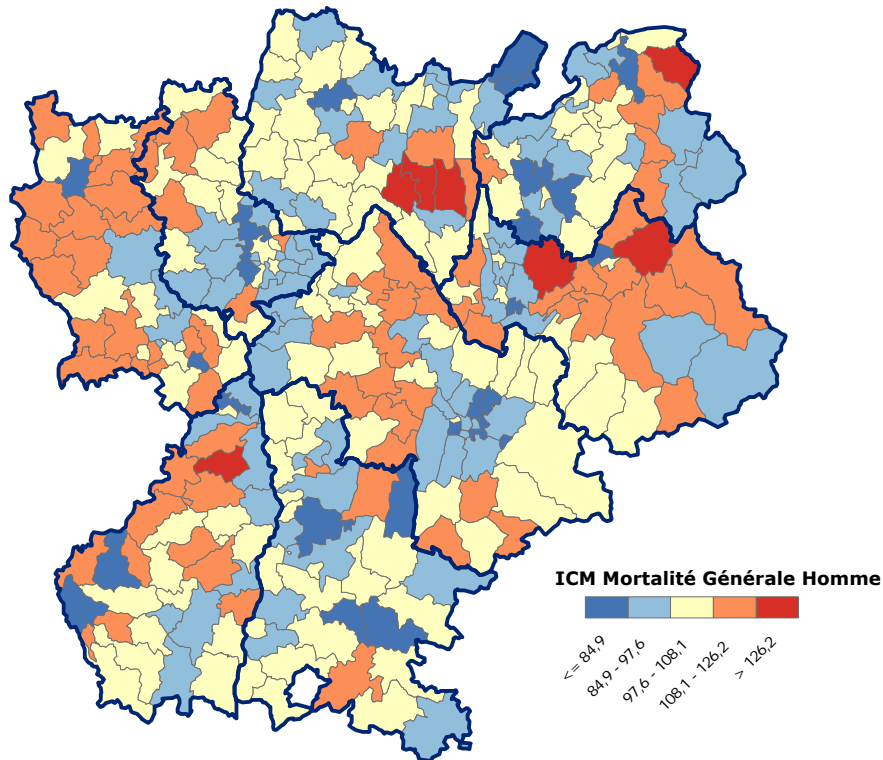 ICM Mortalité Générale Homme
<= 84,9
84,9 - 97,6
97,6 - 108,1
108,1 - 126,2
> 126,2